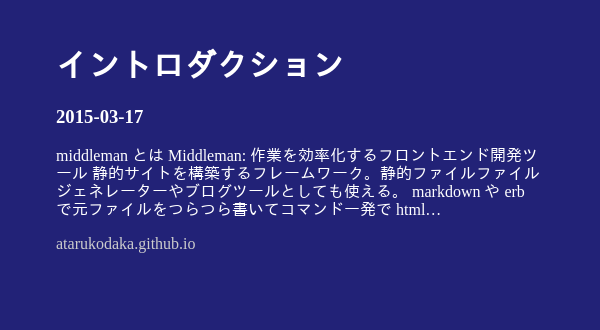 イントロダクション
2015-03-17
middleman とは Middleman: 作業を効率化するフロントエンド開発ツ
ール 静的サイトを構築するフレームワーク。静的ファイルファイル
ジェネレーターやブログツールとしても使える。 markdown や erb
で元ファイルをつらつら書いてコマンド一発で html…
atarukodaka.github.io